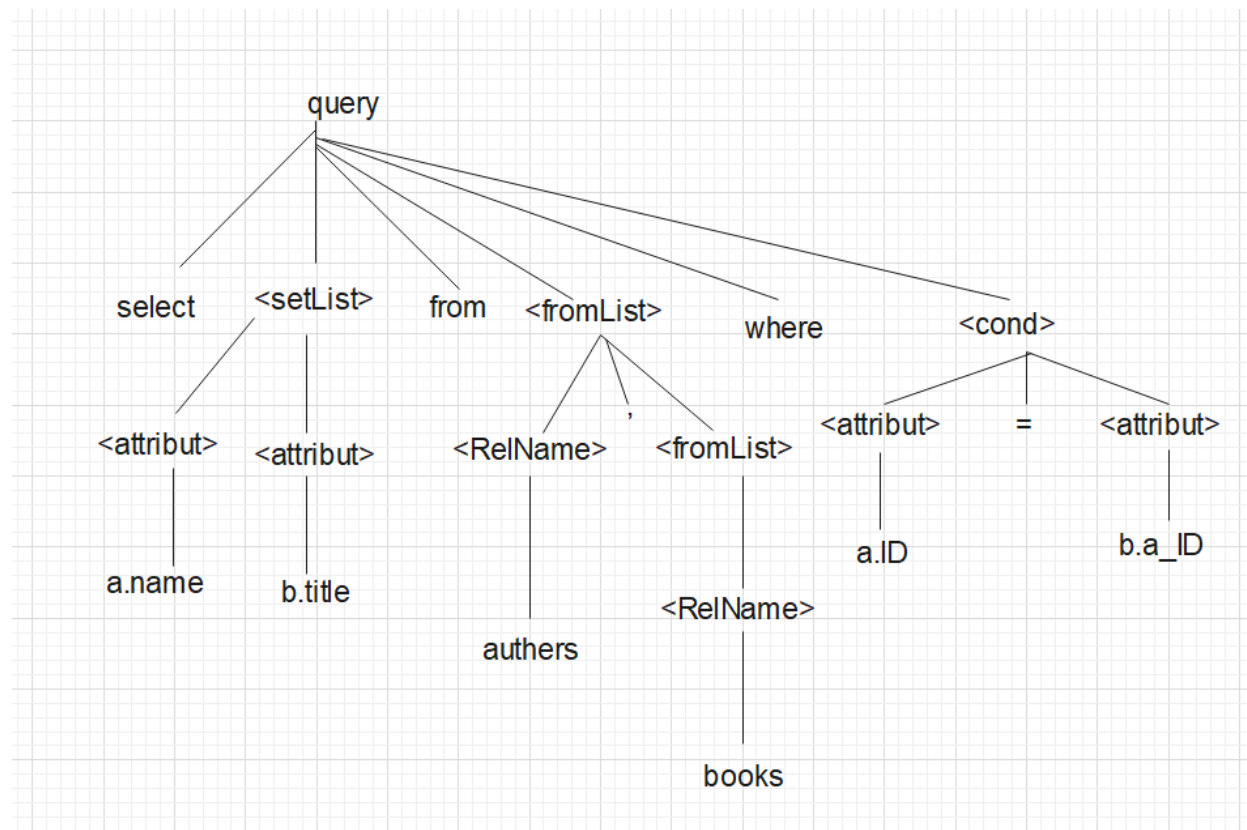 query
select <setList> from <fromList> where <cond>
<attribut> <attribut> <RelName> , <fromList> <attribut> = <attribut>
a.name b.title authers <RelName> a.ID b.a_ID
books